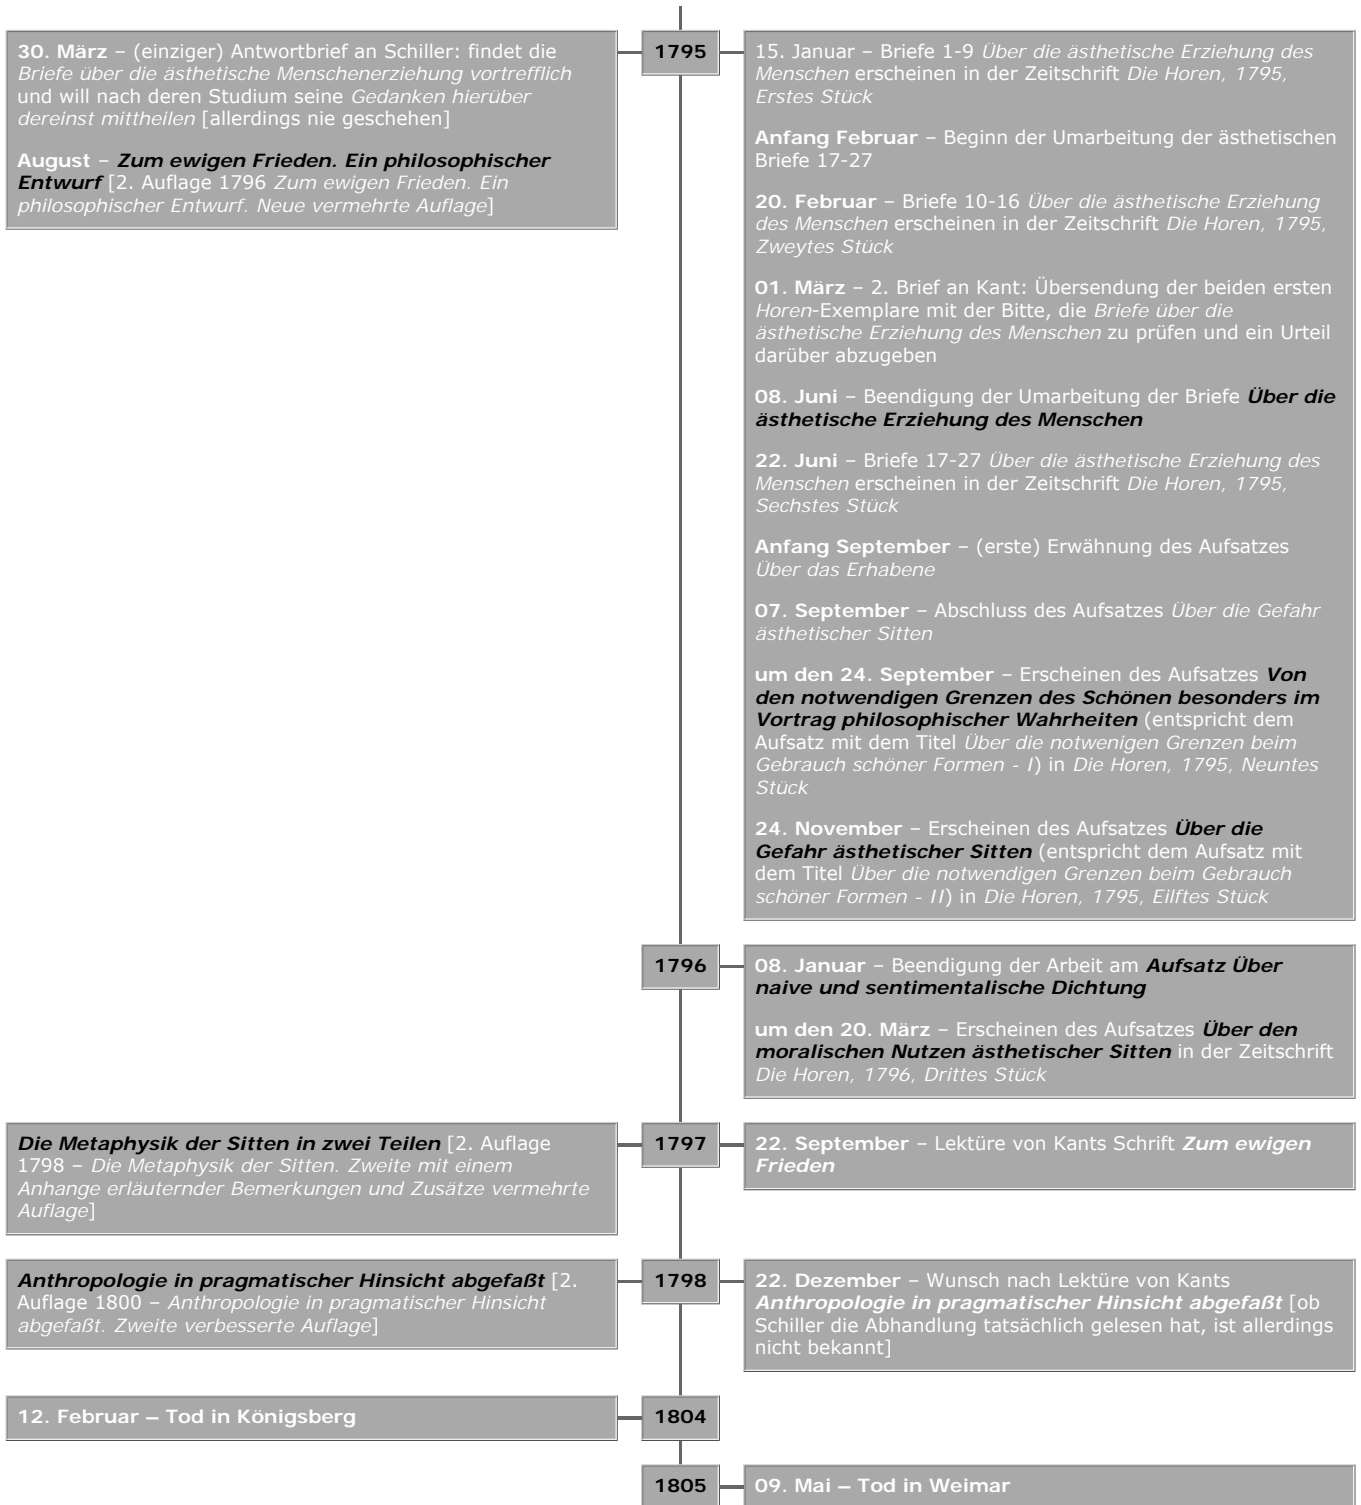 30. März – (einziger) Antwortbrief an Schiller: findet die
Briefe über die ästhetische Menschenerziehung vortrefflich
und will nach deren Studium seine Gedanken hierüber
dereinst mittheilen [allerdings nie geschehen]
August – Zum ewigen Frieden. Ein philosophischer
Entwurf [2. Auflage 1796 Zum ewigen Frieden. Ein
philosophischer Entwurf. Neue vermehrte Auflage]
1795
15. Januar – Briefe 1-9 Über die ästhetische Erziehung des
Menschen erscheinen in der Zeitschrift Die Horen, 1795,
Erstes Stück
Anfang Februar – Beginn der Umarbeitung der ästhetischen
Briefe 17-27
20. Februar – Briefe 10-16 Über die ästhetische Erziehung
des Menschen erscheinen in der Zeitschrift Die Horen, 1795,
Zweytes Stück
01. März – 2. Brief an Kant: Übersendung der beiden ersten
Horen-Exemplare mit der Bitte, die Briefe über die
ästhetische Erziehung des Menschen zu prüfen und ein Urteil
darüber abzugeben
08. Juni – Beendigung der Umarbeitung der Briefe Über die
ästhetische Erziehung des Menschen
22. Juni – Briefe 17-27 Über die ästhetische Erziehung des
Menschen erscheinen in der Zeitschrift Die Horen, 1795,
Sechstes Stück
Anfang September – (erste) Erwähnung des Aufsatzes
Über das Erhabene
07. September – Abschluss des Aufsatzes Über die Gefahr
ästhetischer Sitten
um den 24. September – Erscheinen des Aufsatzes Von
den notwendigen Grenzen des Schönen besonders im
Vortrag philosophischer Wahrheiten (entspricht dem
Aufsatz mit dem Titel Über die notwenigen Grenzen beim
Gebrauch schöner Formen - I) in Die Horen, 1795, Neuntes
Stück
24. November – Erscheinen des Aufsatzes Über die
Gefahr ästhetischer Sitten (entspricht dem Aufsatz mit
dem Titel Über die notwendigen Grenzen beim Gebrauch
schöner Formen - II) in Die Horen, 1795, Eilftes Stück
1796
08. Januar – Beendigung der Arbeit am Aufsatz Über
naive und sentimentalische Dichtung
um den 20. März – Erscheinen des Aufsatzes Über den
moralischen Nutzen ästhetischer Sitten in der Zeitschrift
Die Horen, 1796, Drittes Stück
Die Metaphysik der Sitten in zwei Teilen [2. Auflage
1798 – Die Metaphysik der Sitten. Zweite mit einem
Anhange erläuternder Bemerkungen und Zusätze vermehrte
Auflage]
1797
22. September – Lektüre von Kants Schrift Zum ewigen
Frieden
Anthropologie in pragmatischer Hinsicht abgefaßt [2.
Auflage 1800 – Anthropologie in pragmatischer Hinsicht
abgefaßt. Zweite verbesserte Auflage]
1798
22. Dezember – Wunsch nach Lektüre von Kants
Anthropologie in pragmatischer Hinsicht abgefaßt [ob
Schiller die Abhandlung tatsächlich gelesen hat, ist allerdings
nicht bekannt]
12. Februar – Tod in Königsberg
1804
1805
09. Mai – Tod in Weimar